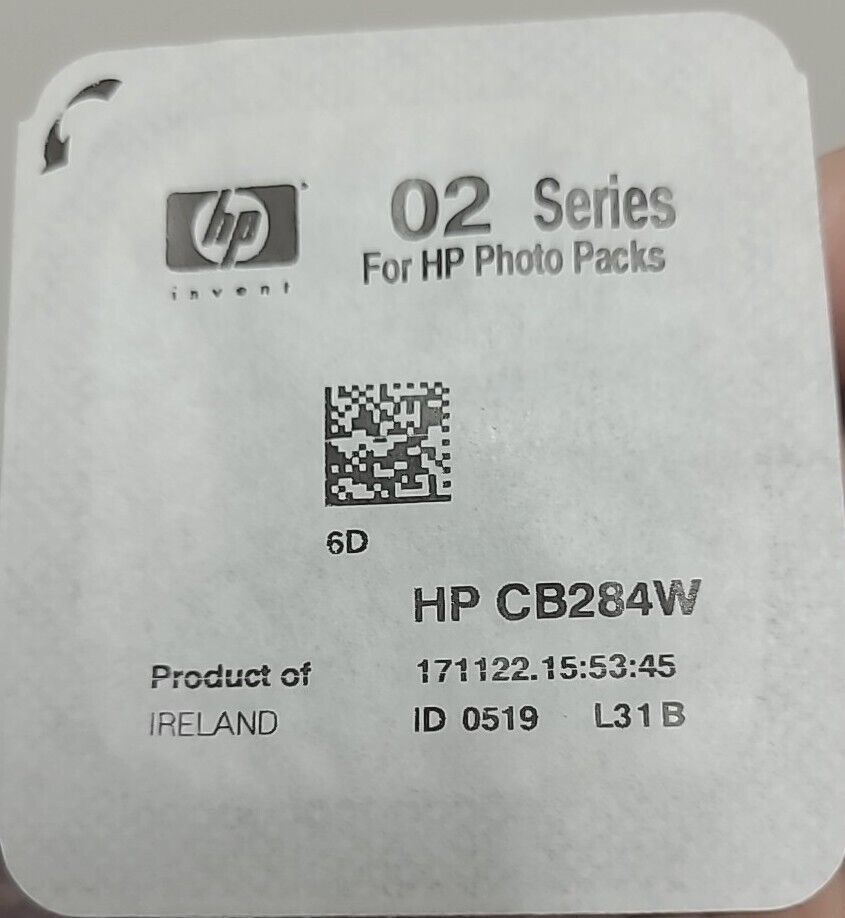 hp
invent
02 Series
For HP Photo Packs
6D
HP CB284W
Product of
IRELAND
171122.15:53:45
ID 0519 L31B